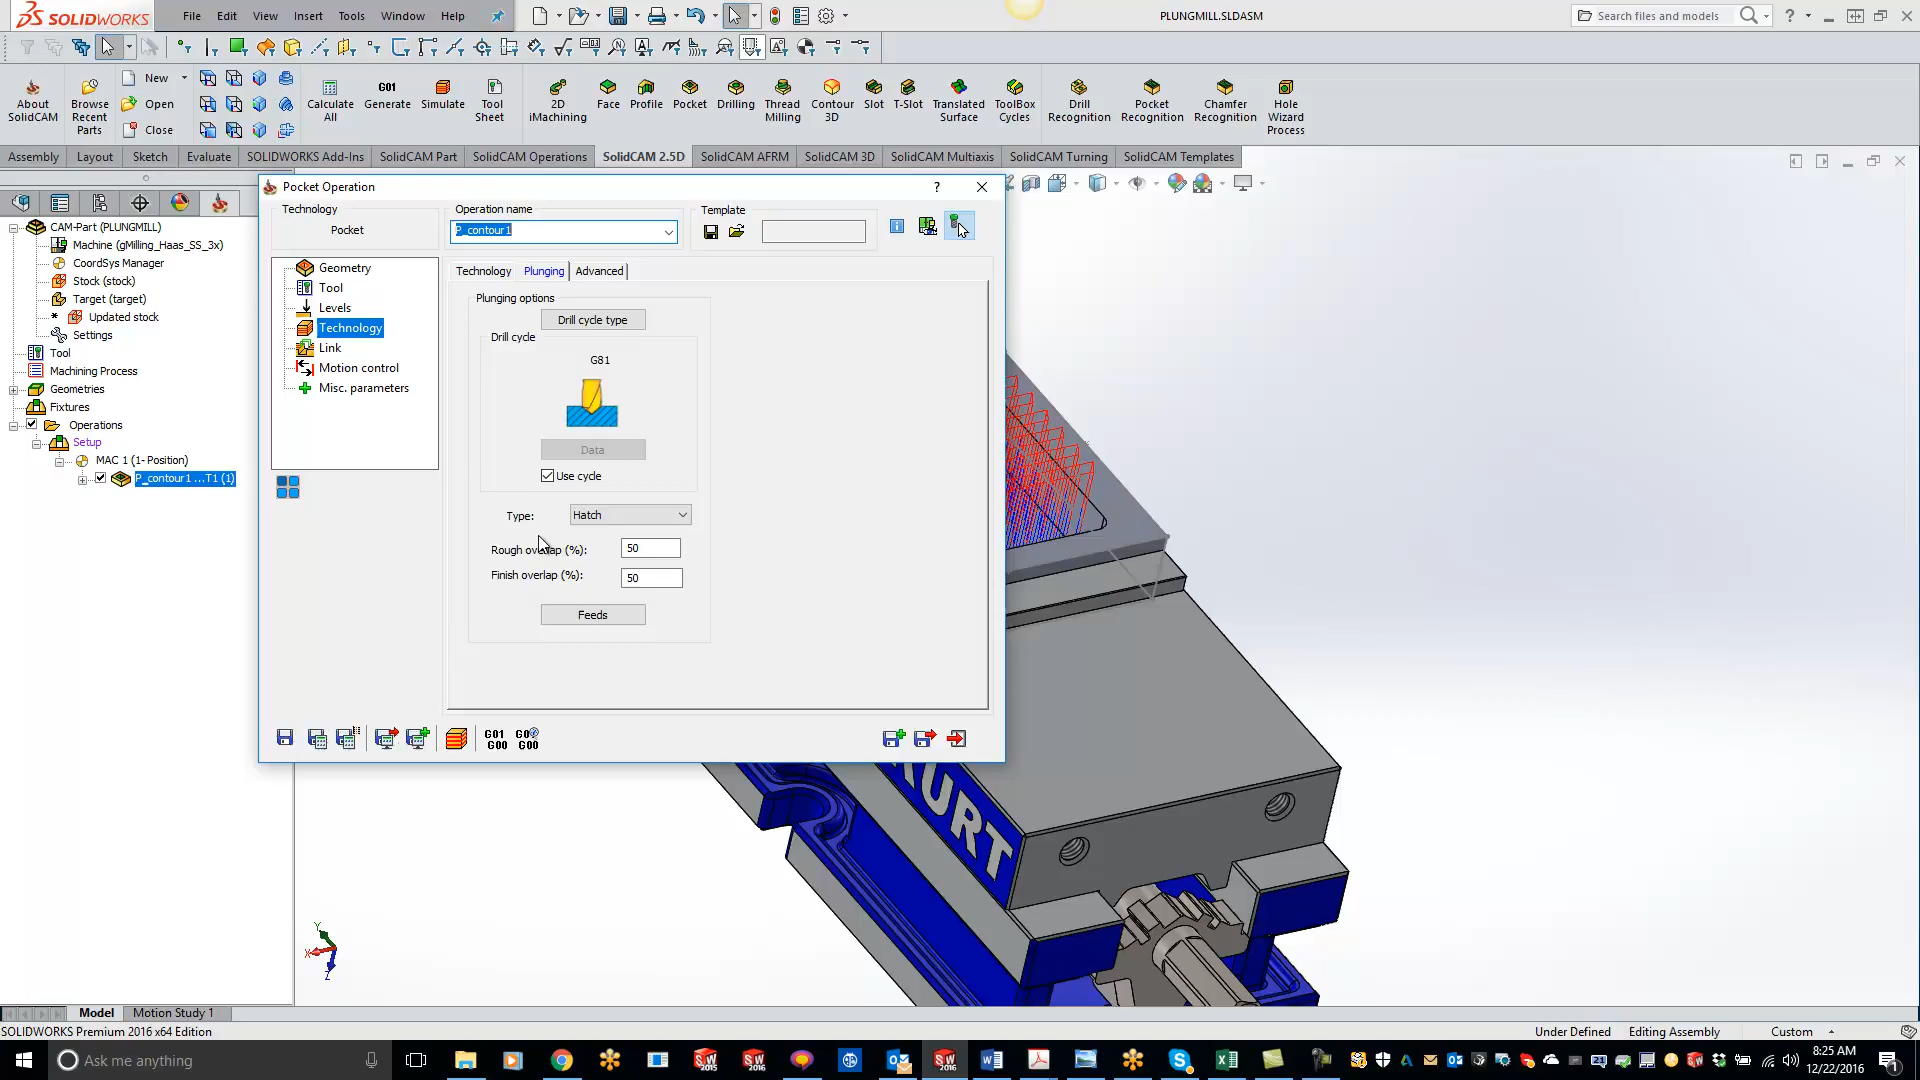 SOLIDWORKS File Edit View Insert Tools Window Help PLUNGMILL.SLDASM Search files and models ?
About SolidCAM
Browse Recent Parts
New
Open
Close
Calculate All
G01 Generate
Simulate
Tool Sheet
2D iMachining
Face
Profile
Pocket
Drilling
Thread Milling
Contour 3D
Slot
T-Slot
Translated Surface
ToolBox Cycles
Drill Recognition
Pocket Recognition
Chamfer Recognition
Hole Wizard Process
Assembly Layout Sketch Evaluate SOLIDWORKS Add-Ins SolidCAM Part SolidCAM Operations SolidCAM 2.5D SolidCAM AFRM SolidCAM 3D SolidCAM Multiaxis SolidCAM Turning SolidCAM Templates
CAM-Part (PLUNGMILL)
Machine (gMilling_Haas_SS_3x)
CoordSys Manager
Stock (stock)
Target (target)
* Updated stock
Settings
Tool
Machining Process
Geometries
Fixtures
Operations
Setup
MAC 1 (1- Position)
P_contour1 ...T1 (1)
Pocket Operation ?
Technology
Pocket
Operation name
P_contour1
Template
Geometry
Tool
Levels
Technology
Link
Motion control
Misc. parameters
Technology Plunging Advanced
Plunging options
Drill cycle type
Drill cycle
G81
Data
Use cycle
Type: Hatch
Rough overlap (%): 50
Finish overlap (%): 50
Feeds
G01 G00
G00
KURT
Y
X
Z
Model Motion Study 1
SOLIDWORKS Premium 2016 x64 Edition Under Defined Editing Assembly Custom
Ask me anything
8:25 AM
12/22/2016